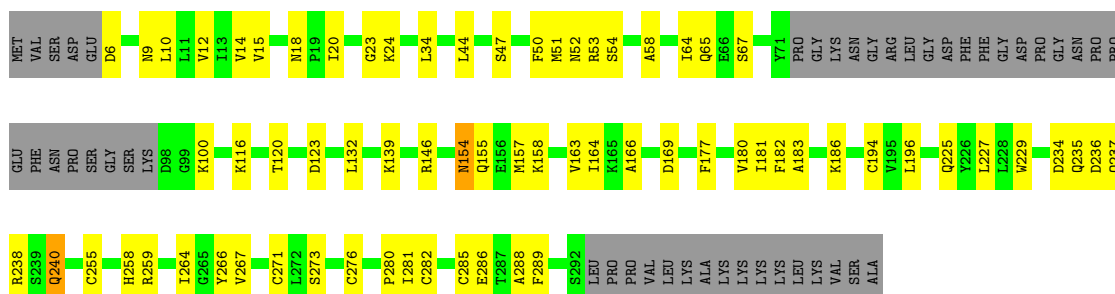 MET VAL SER ASP GLU D6 N9 L10 L11 V12 I13 V14 V15 N18 P19 I20 G23 K24 L34 L44 S47 F50 M51 N52 R53 S54 A58 I64 Q65 E66 S67 Y71 PRO GLY LYS ASN GLY ARG LEU GLY ASP PHE PHE GLY ASP PRO GLY ASN PRO PRO
GLU PHE ASN PRO SER GLY SER LYS D98 G99 K100 K116 T120 D123 L132 K139 R146 N154 Q155 E156 M157 K158 V163 I164 K165 A166 D169 F177 V180 I181 F182 A183 K186 C194 V195 L196 Q225 Y226 L227 L228 W229 D234 Q235 D236
R238 S239 Q240 C255 H258 R259 I264 G265 Y266 V267 C271 L272 S273 C276 P280 I281 C282 C285 E286 T287 A288 F289 S292 LEU PRO PRO VAL LEU LYS ALA LYS LYS LYS LYS LEU LYS VAL SER ALA